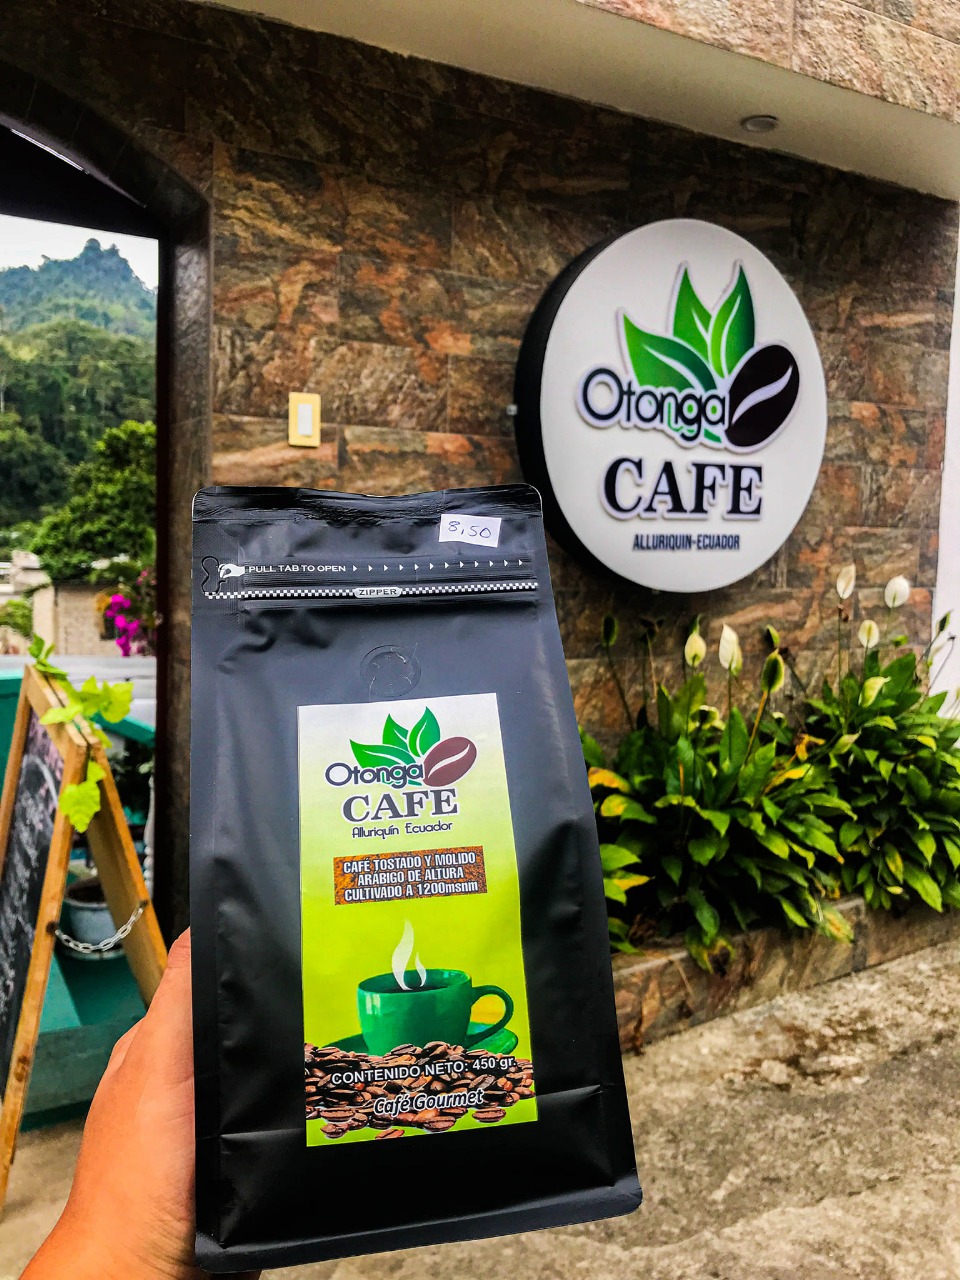 Otonga
CAFE
ALLURIQUIN-ECUADOR
8,50
PULL TAB TO OPEN
ZIPPER
Otonga
CAFE
Alluriquín Ecuador
CAFÉ TOSTADO Y MOLIDO
ARÁBIGO DE ALTURA
CULTIVADO A 1200msnm
CONTENIDO NETO: 450 gr.
Café Gourmet